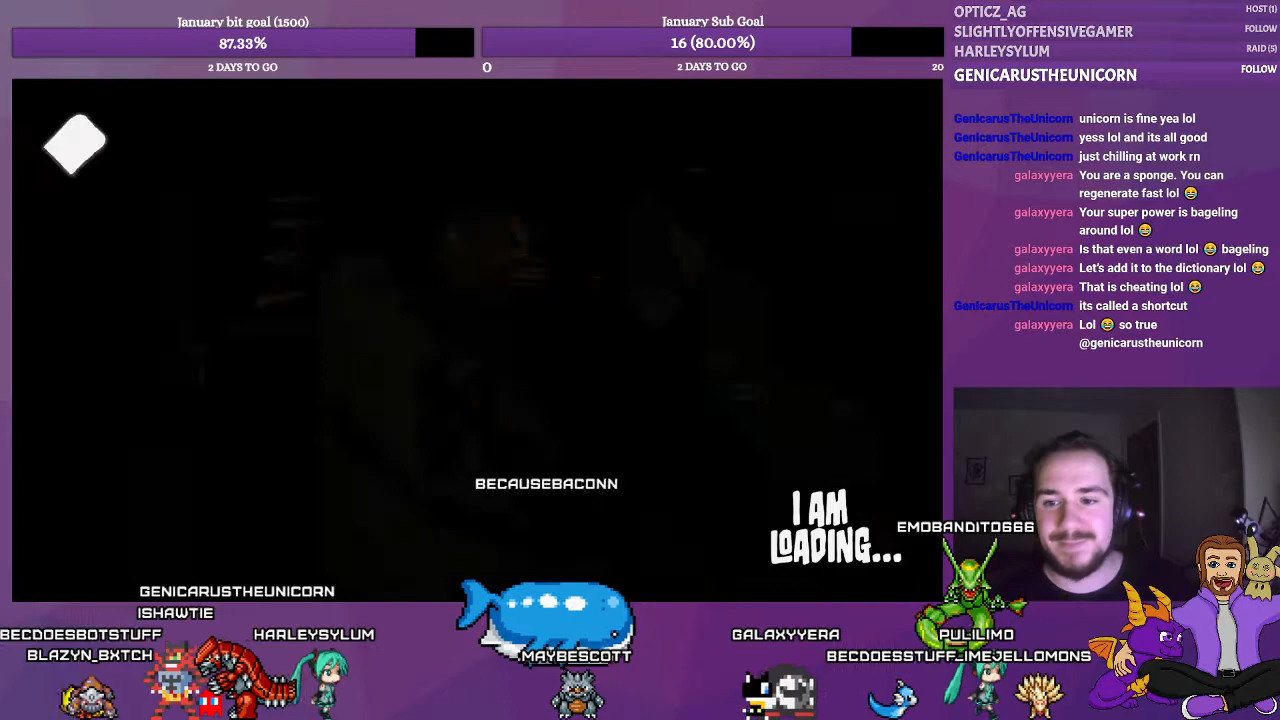 January bit goal (1500)
87.33%
2 DAYS TO GO
January Sub Goal
16 (80.00%)
0
2 DAYS TO GO
20
OPTICZ_AG HOST (1)
SLIGHTLYOFFENSIVEGAMER FOLLOW
HARLEYSYLUM RAID (5)
GENICARUSTHEUNICORN FOLLOW
GenIcarusTheUnicorn unicorn is fine yea lol
GenIcarusTheUnicorn yess lol and its all good
GenIcarusTheUnicorn just chilling at work rn
galaxyyera You are a sponge. You can
regenerate fast lol 😂
galaxyyera Your super power is bageling
around lol 😂
galaxyyera Is that even a word lol 😂 bageling
galaxyyera Let's add it to the dictionary lol 😂
galaxyyera That is cheating lol 😂
GenIcarusTheUnicorn its called a shortcut
galaxyyera Lol 😂 so true
@genicarustheunicorn
BECAUSEBACONN
I AM
LOADING...
EMOBANDITO666
GENICARUSTHEUNICORN
ISHAWTIE
BECDOESBOTSTUFF
HARLEYSYLUM
BLAZYN_BXTCH
MAYBESCOTT
GALAXYYERA
PULILIMO
BECDOESSTUFF_IMEJELLOMONS